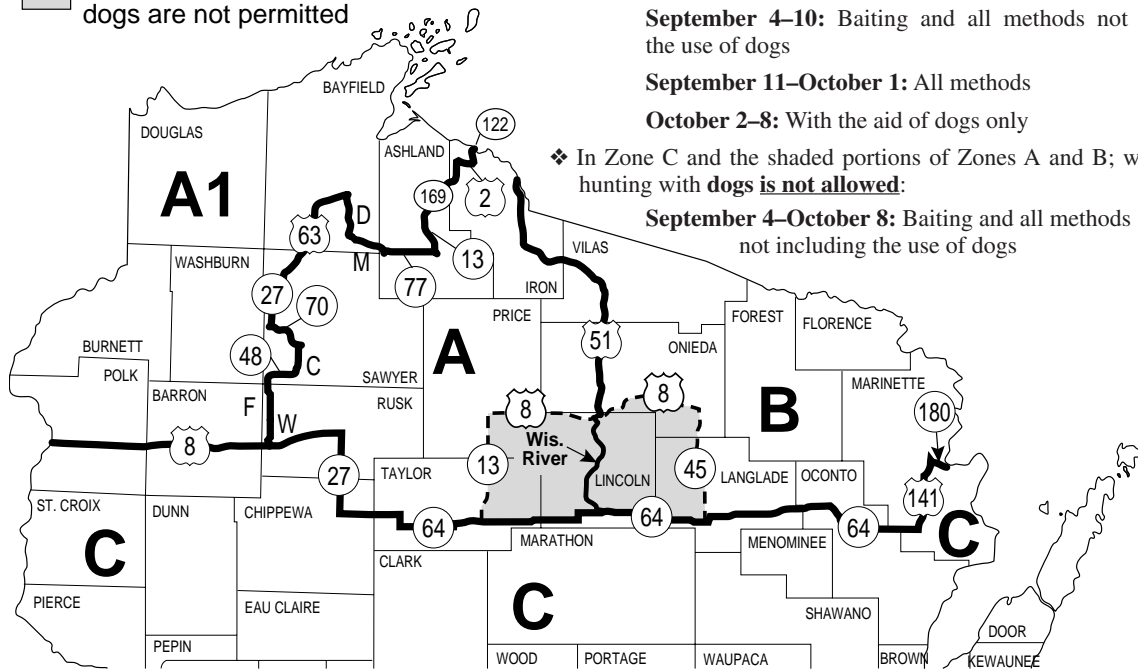 dogs are not permitted
September 4–10: Baiting and all methods not
the use of dogs
September 11–October 1: All methods
October 2–8: With the aid of dogs only
❖ In Zone C and the shaded portions of Zones A and B;
hunting with dogs is not allowed:
September 4–October 8: Baiting and all methods
not including the use of dogs
BAYFIELD
DOUGLAS
122
ASHLAND
A1
169
2
D
63
VILAS
WASHBURN
M
13
77
IRON
27
70
PRICE
FOREST
FLORENCE
51
ONIEDA
BURNETT
48
C
A
POLK
SAWYER
MARINETTE
BARRON
RUSK
8
8
B
180
F
W
Wis.
River
8
13
45
TAYLOR
27
LINCOLN
LANGLADE
OCONTO
141
ST. CROIX
DUNN
CHIPPEWA
64
64
64
C
MARATHON
MENOMINEE
C
CLARK
C
PIERCE
EAU CLAIRE
SHAWANO
DOOR
PEPIN
WOOD
PORTAGE
WAUPACA
BROWN
KEWAUNEE